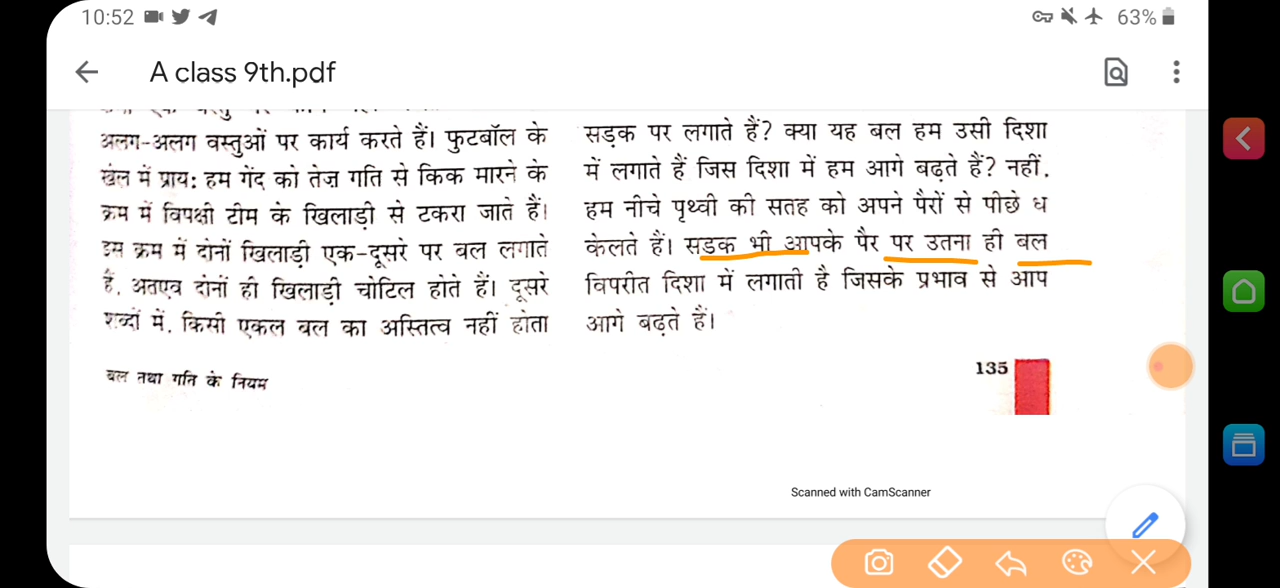 10:52
63%
A class 9th.pdf
अलग-अलग वस्तुओं पर कार्य करते हैं। फुटबॉल के
खेल में प्राय: हम गेंद को तेज गति से किक मारने के
क्रम में विपक्षी टीम के खिलाड़ी से टकरा जाते हैं।
इस क्रम में दोनों खिलाड़ी एक-दूसरे पर बल लगाते
हैं, अतएव दोनों ही खिलाड़ी चोटिल होते हैं। दूसरे
शब्दों में, किसी एकल बल का अस्तित्व नहीं होता
बल तथा गति के नियम
सड़क पर लगाते हैं? क्या यह बल हम उसी दिशा
में लगाते हैं जिस दिशा में हम आगे बढ़ते हैं? नहीं.
हम नीचे पृथ्वी की सतह को अपने पैरों से पीछे ध
केलते हैं। सड़क भी आपके पैर पर उतना ही बल
विपरीत दिशा में लगाती है जिसके प्रभाव से आप
आगे बढ़ते हैं।
135
Scanned with CamScanner